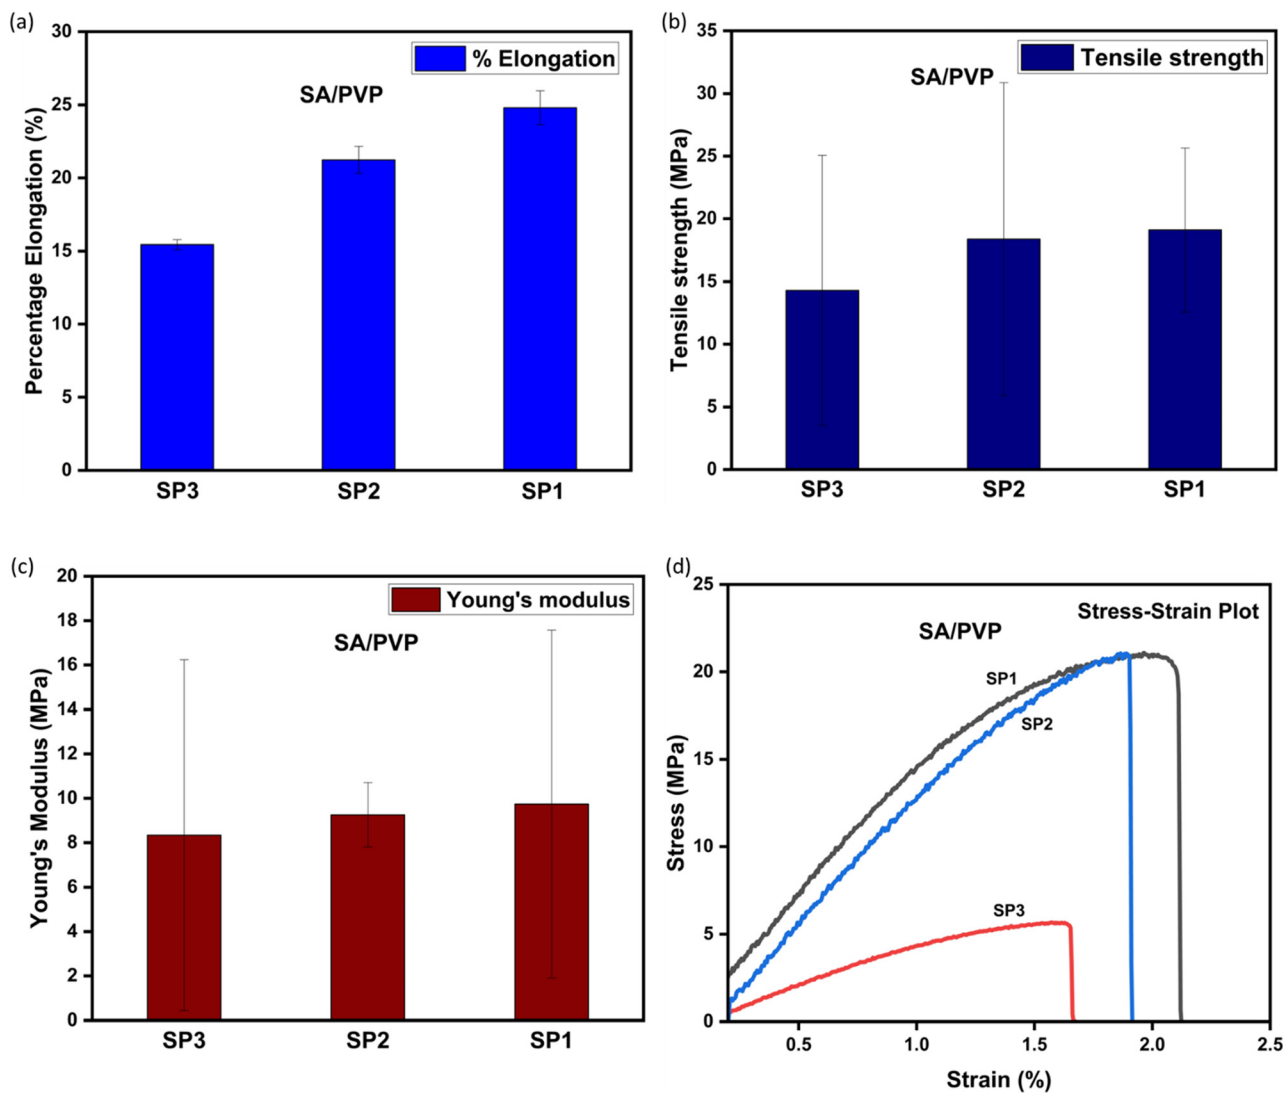 (a)
30
25
20
15
10
5
0
Percentage Elongation (%)
% Elongation
SA/PVP
SP3 SP2 SP1
(b)
35
30
25
20
15
10
5
0
Tensile strength (MPa)
Tensile strength
SA/PVP
SP3 SP2 SP1
(c)
20
18
16
14
12
10
8
6
4
2
0
Young's Modulus (MPa)
Young's modulus
SA/PVP
SP3 SP2 SP1
(d)
25
20
15
10
5
0
Stress (MPa)
Stress-Strain Plot
SA/PVP
SP1
SP2
SP3
0.5 1.0 1.5 2.0 2.5
Strain (%)